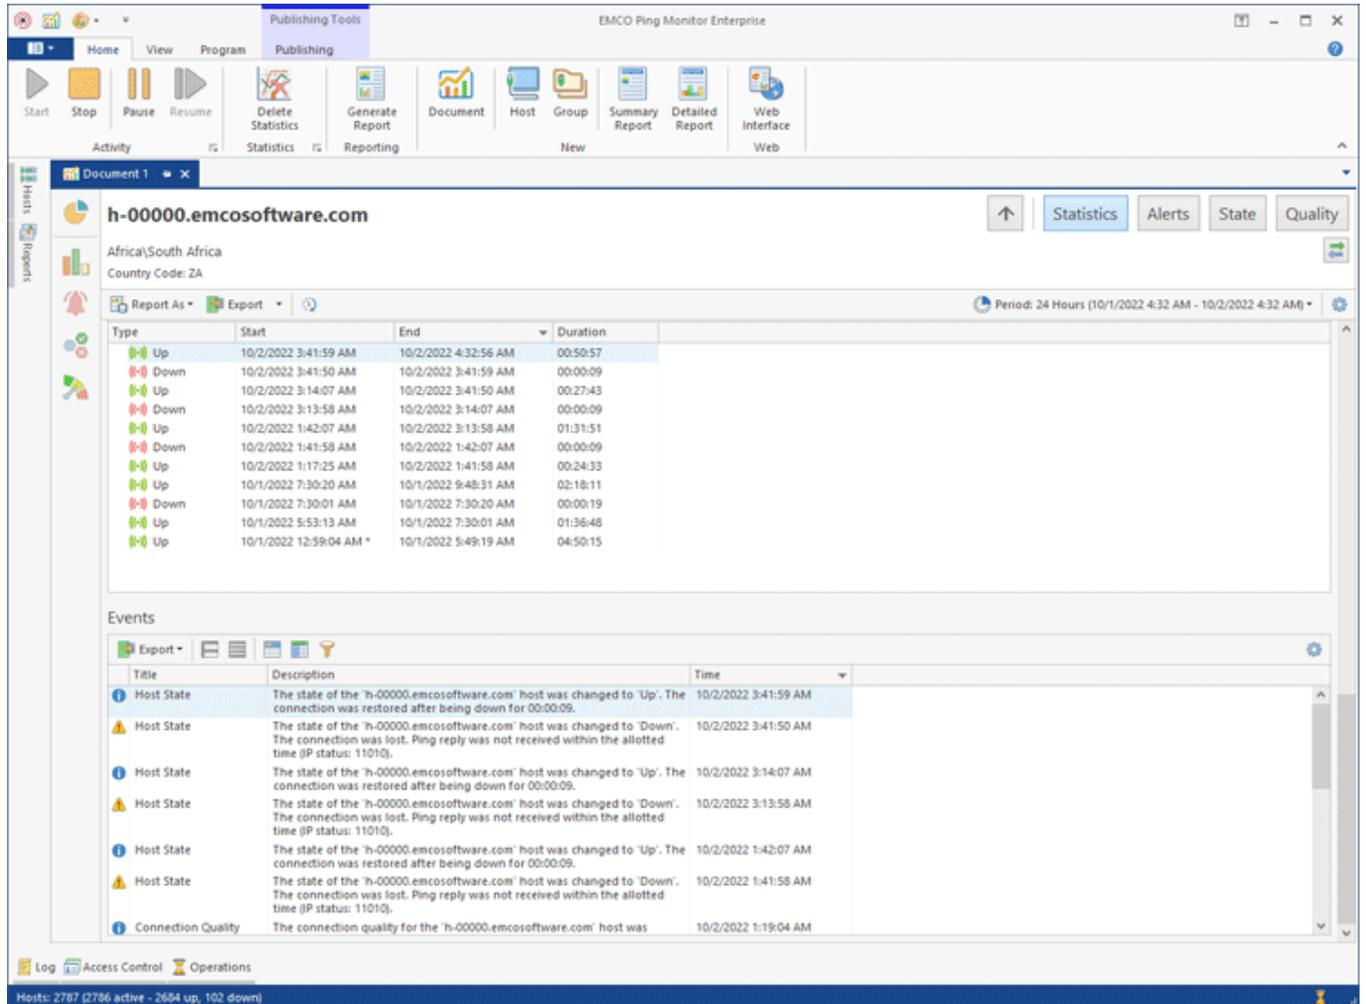 Publishing Tools
EMCO Ping Monitor Enterprise
Home View Program Publishing
Start Stop Pause Resume Delete Statistics Generate Report Document Host Group Summary Report Detailed Report Web Interface
Activity Statistics Reporting New Web
Hosts
Reports
Document 1
h-00000.emcosoftware.com
Statistics Alerts State Quality
Africa\South Africa
Country Code: ZA
Report As Export Period: 24 Hours (10/1/2022 4:32 AM - 10/2/2022 4:32 AM)
Type Start End Duration
Up 10/2/2022 3:41:59 AM 10/2/2022 4:32:56 AM 00:50:57
Down 10/2/2022 3:41:50 AM 10/2/2022 3:41:59 AM 00:00:09
Up 10/2/2022 3:14:07 AM 10/2/2022 3:41:50 AM 00:27:43
Down 10/2/2022 3:13:58 AM 10/2/2022 3:14:07 AM 00:00:09
Up 10/2/2022 1:42:07 AM 10/2/2022 3:13:58 AM 01:31:51
Down 10/2/2022 1:41:58 AM 10/2/2022 1:42:07 AM 00:00:09
Up 10/2/2022 1:17:25 AM 10/2/2022 1:41:58 AM 00:24:33
Up 10/1/2022 7:30:20 AM 10/1/2022 9:48:31 AM 02:18:11
Down 10/1/2022 7:30:01 AM 10/1/2022 7:30:20 AM 00:00:19
Up 10/1/2022 5:53:13 AM 10/1/2022 7:30:01 AM 01:36:48
Up 10/1/2022 12:59:04 AM * 10/1/2022 5:49:19 AM 04:50:15
Events
Export
Title Description Time
Host State The state of the 'h-00000.emcosoftware.com' host was changed to 'Up'. The 10/2/2022 3:41:59 AM
connection was restored after being down for 00:00:09.
Host State The state of the 'h-00000.emcosoftware.com' host was changed to 'Down'. 10/2/2022 3:41:50 AM
The connection was lost. Ping reply was not received within the allotted
time (IP status: 11010).
Host State The state of the 'h-00000.emcosoftware.com' host was changed to 'Up'. The 10/2/2022 3:14:07 AM
connection was restored after being down for 00:00:09.
Host State The state of the 'h-00000.emcosoftware.com' host was changed to 'Down'. 10/2/2022 3:13:58 AM
The connection was lost. Ping reply was not received within the allotted
time (IP status: 11010).
Host State The state of the 'h-00000.emcosoftware.com' host was changed to 'Up'. The 10/2/2022 1:42:07 AM
connection was restored after being down for 00:00:09.
Host State The state of the 'h-00000.emcosoftware.com' host was changed to 'Down'. 10/2/2022 1:41:58 AM
The connection was lost. Ping reply was not received within the allotted
time (IP status: 11010).
Connection Quality The connection quality for the 'h-00000.emcosoftware.com' host was 10/2/2022 1:19:04 AM
Log Access Control Operations
Hosts: 2787 (2786 active - 2684 up, 102 down)